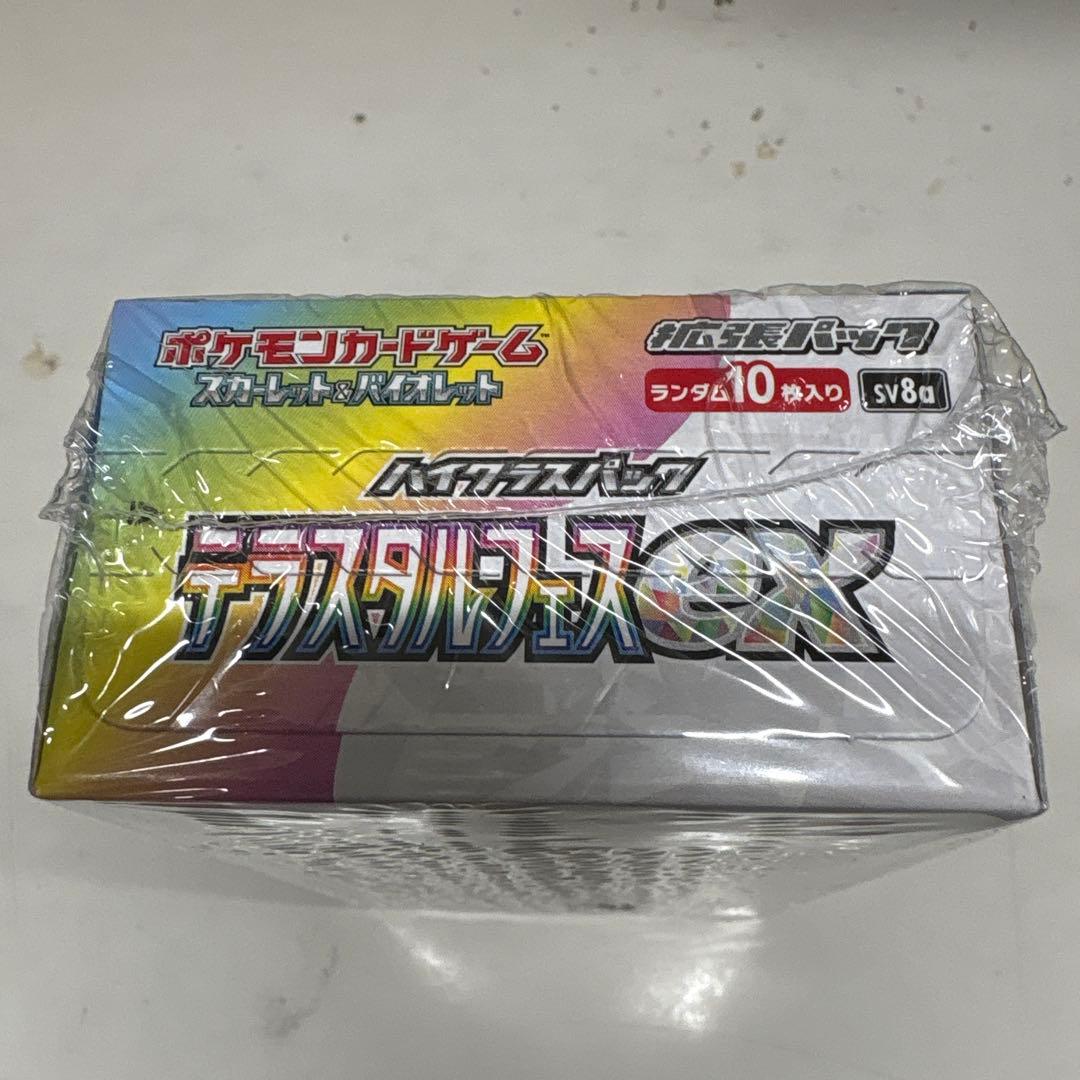 ポケモンカードゲーム™
スカーレット&バイオレット
拡張パック
ランダム10枚入り SV8a
ハイクラスパック
テラスタルフェスex